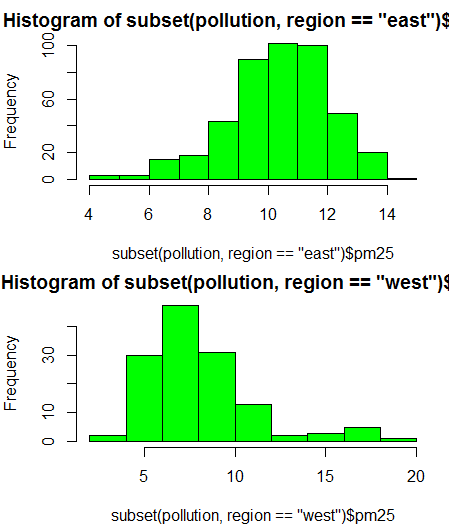 Histogram of subset(pollution, region == "east")$
Frequency
0 20 60 100
4 6 8 10 12 14
subset(pollution, region == "east")$pm25
Histogram of subset(pollution, region == "west")$
Frequency
0 10 30
5 10 15 20
subset(pollution, region == "west")$pm25